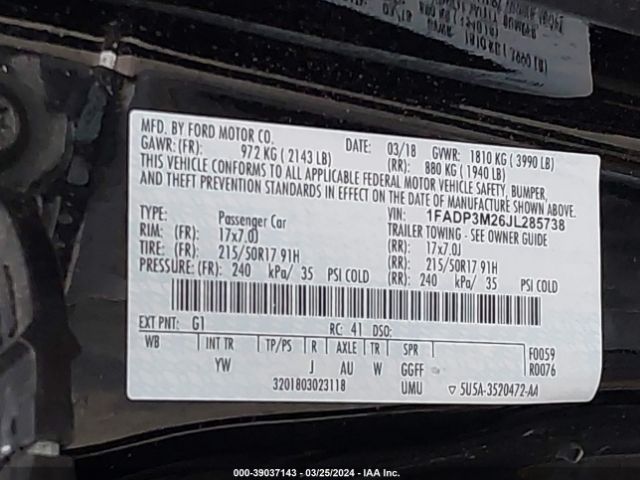 MFD. BY FORD MOTOR CO.
DATE: 03/18 GVWR: 1810 KG ( 3990 LB)
GAWR:(FR): 972 KG ( 2143 LB) (RR): 880 KG ( 1940 LB)
THIS VEHICLE CONFORMS TO ALL APPLICABLE FEDERAL MOTOR VEHICLE SAFETY, BUMPER,
AND THEFT PREVENTION STANDARDS IN EFFECT ON THE DATE OF MANUFACTURE SHOWN ABOVE.
VIN: 1FADP3M26JL285738
TYPE: Passenger Car TRAILER TOWING - SEE OWNER GUIDE
RIM: (FR): 17x7.0J (RR): 17x7.0J
TIRE: (FR): 215/50R17 91H (RR): 215/50R17 91H
PRESSURE: (FR): 240 kPa/ 35 PSI COLD (RR): 240 kPa/ 35 PSI COLD
EXT PNT: G1 RC: 41 DSO:
WB INT TR TP/PS R AXLE TR SPR F0059
YW J AU W GGFF R0076
3201803023118 UMU ▽ 5U5A-3520472-AA
000-39037143 - 03/25/2024 - IAA Inc.